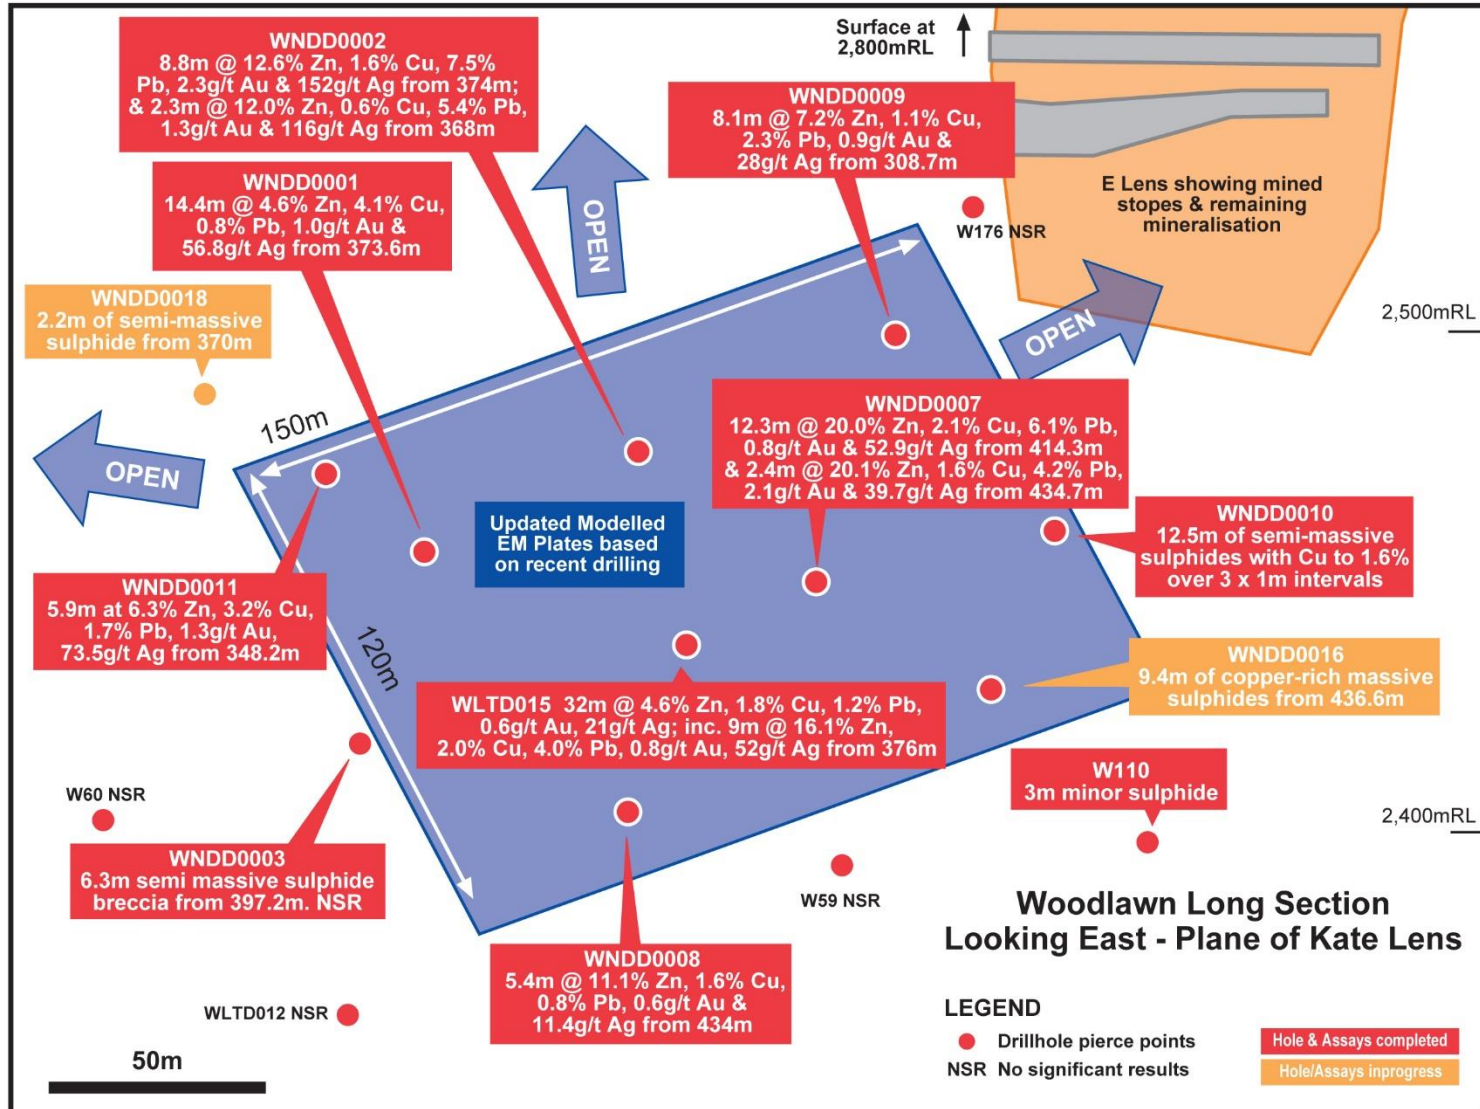 WNDD0002
8.8m @ 12.6% Zn, 1.6% Cu, 7.5%
Pb, 2.3g/t Au & 152g/t Ag from 374m;
& 2.3m @ 12.0% Zn, 0.6% Cu, 5.4% Pb,
1.3g/t Au & 116g/t Ag from 368m
Surface at
2,800mRL
WNDD0009
8.1m @ 7.2% Zn, 1.1% Cu,
2.3% Pb, 0.9g/t Au &
28g/t Ag from 308.7m
WNDD0001
14.4m @ 4.6% Zn, 4.1% Cu,
0.8% Pb, 1.0g/t Au &
56.8g/t Ag from 373.6m
OPEN
E Lens showing mined
stopes & remaining
mineralisation
W176 NSR
WNDD0018
2.2m of semi-massive
sulphide from 370m
OPEN
2,500mRL
150m
OPEN
WNDD0007
12.3m @ 20.0% Zn, 2.1% Cu, 6.1% Pb,
0.8g/t Au & 52.9g/t Ag from 414.3m
& 2.4m @ 20.1% Zn, 1.6% Cu, 4.2% Pb,
2.1g/t Au & 39.7g/t Ag from 434.7m
Updated Modelled
EM Plates based
on recent drilling
WNDD0010
12.5m of semi-massive
sulphides with Cu to 1.6%
over 3 x 1m intervals
WNDD0011
5.9m at 6.3% Zn, 3.2% Cu,
1.7% Pb, 1.3g/t Au,
73.5g/t Ag from 348.2m
120m
WNDD0016
9.4m of copper-rich massive
sulphides from 436.6m
WLTD015 32m @ 4.6% Zn, 1.8% Cu, 1.2% Pb,
0.6g/t Au, 21g/t Ag; inc. 9m @ 16.1% Zn,
2.0% Cu, 4.0% Pb, 0.8g/t Au, 52g/t Ag from 376m
W110
3m minor sulphide
W60 NSR
2,400mRL
WNDD0003
6.3m semi massive sulphide
breccia from 397.2m. NSR
W59 NSR
Woodlawn Long Section
Looking East - Plane of Kate Lens
WNDD0008
5.4m @ 11.1% Zn, 1.6% Cu,
0.8% Pb, 0.6g/t Au &
11.4g/t Ag from 434m
WLTD012 NSR
LEGEND
Drillhole pierce points
Hole & Assays completed
NSR No significant results
Hole/Assays inprogress
50m